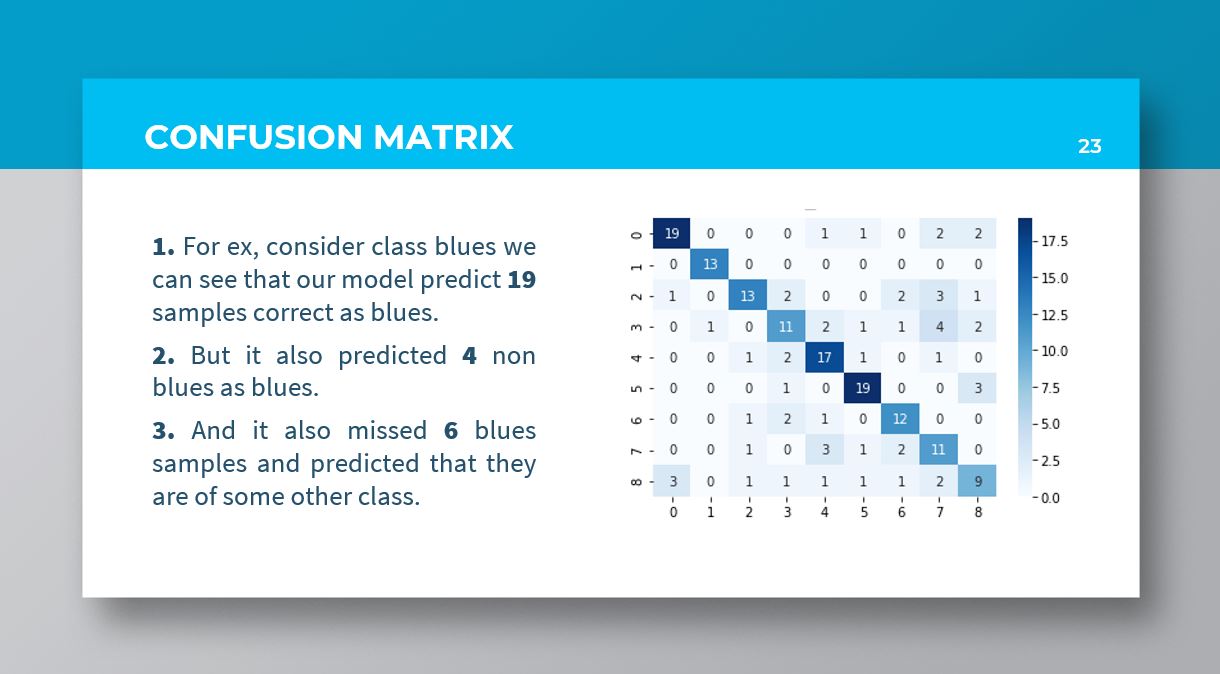 CONFUSION MATRIX
23
1. For ex, consider class blues we
can see that our model predict 19
samples correct as blues.
2. But it also predicted 4 non
blues as blues.
3. And it also missed 6 blues
samples and predicted that they
are of some other class.
0 19 0 0 0 1 1 0 2 2
1 0 13 0 0 0 0 0 0 0
2 1 0 13 2 0 0 2 3 1
3 0 1 0 11 2 1 1 4 2
4 0 0 1 2 17 1 0 1 0
5 0 0 0 1 0 19 0 0 3
6 0 0 1 2 1 0 12 0 0
7 0 0 1 0 3 1 2 11 0
8 3 0 1 1 1 1 1 2 9
0 1 2 3 4 5 6 7 8
17.5
15.0
12.5
10.0
7.5
5.0
2.5
0.0